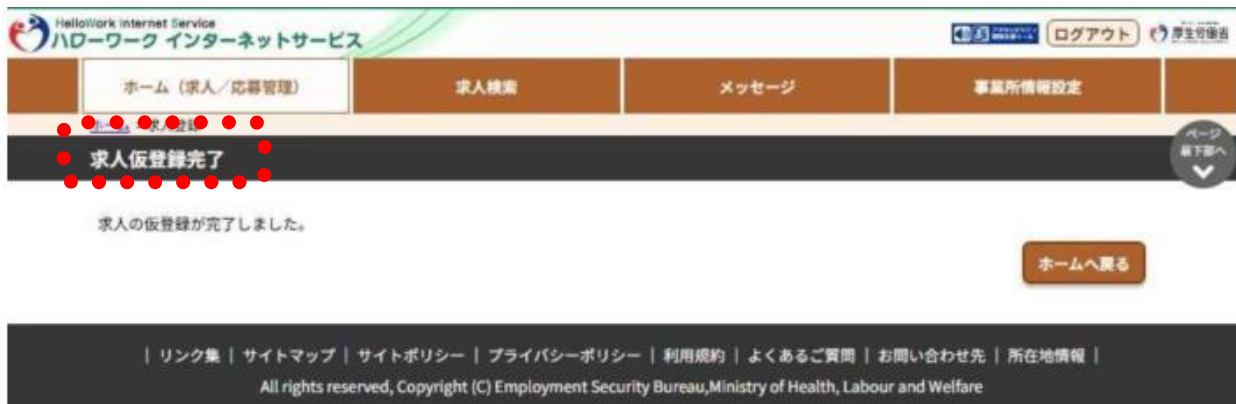 HelloWork Internet Service
ハローワーク インターネットサービス
ログアウト
厚生労働省
ホーム（求人／応募管理）
求人検索
メッセージ
事業所情報設定
ホーム > 求人登録
求人仮登録完了
ページ
最下部へ
求人の仮登録が完了しました。
ホームへ戻る
| リンク集 | サイトマップ | サイトポリシー | プライバシーポリシー | 利用規約 | よくあるご質問 | お問い合わせ先 | 所在地情報 |
All rights reserved, Copyright (C) Employment Security Bureau,Ministry of Health, Labour and Welfare